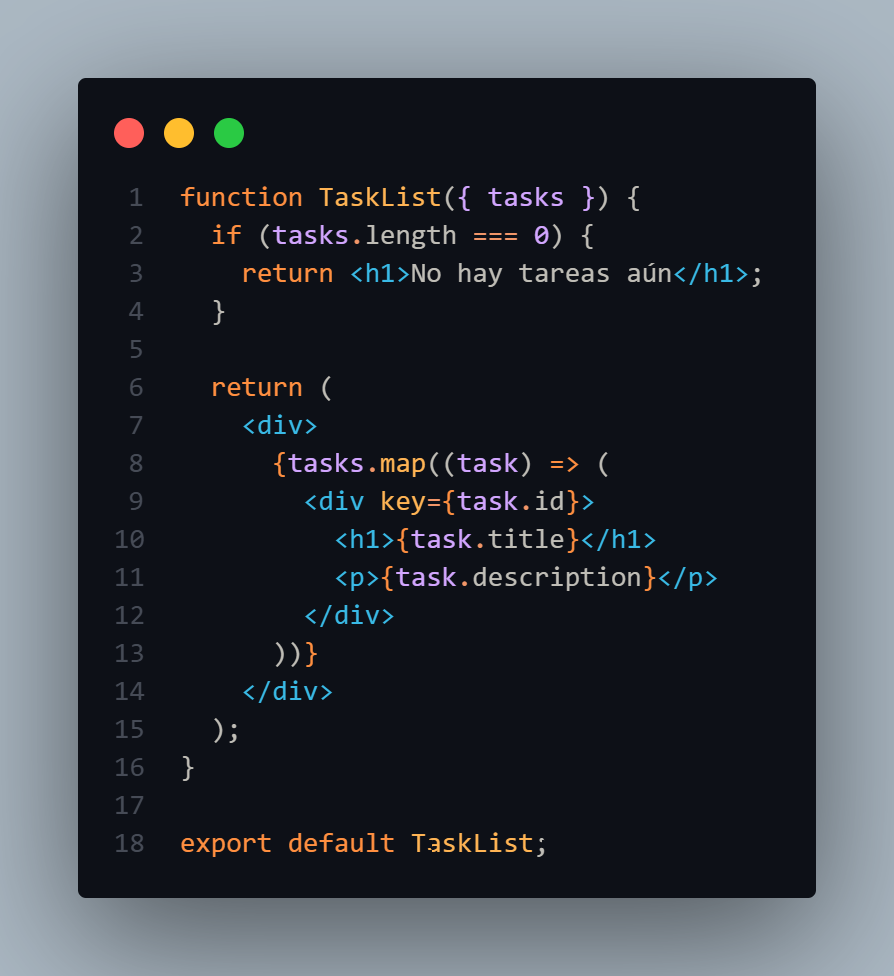 1 function TaskList({ tasks }) {
2   if (tasks.length === 0) {
3     return <h1>No hay tareas aún</h1>;
4   }
5
6   return (
7     <div>
8       {tasks.map((task) => (
9         <div key={task.id}>
10           <h1>{task.title}</h1>
11           <p>{task.description}</p>
12         </div>
13       ))}
14     </div>
15   );
16 }
17
18 export default TaskList;